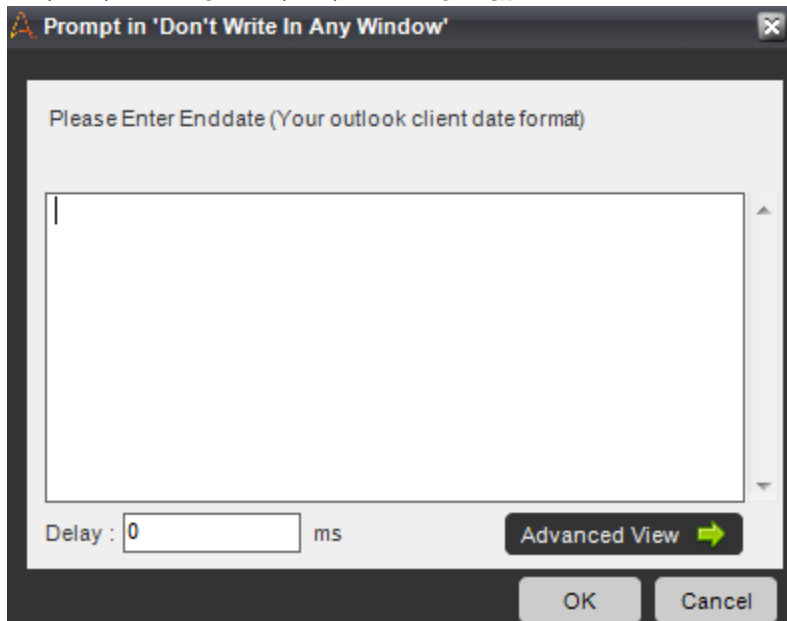 Prompt in 'Don't Write In Any Window'
Please Enter Enddate (Your outlook client date format)
Delay : 0 ms
Advanced View
OK Cancel